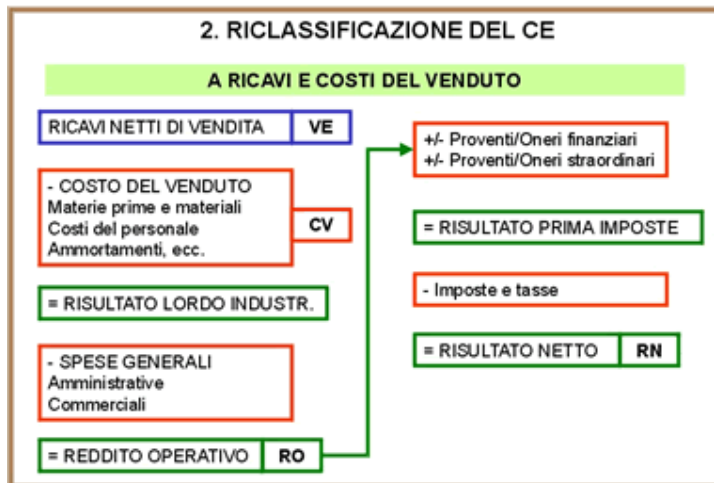 2. RICLASSIFICAZIONE DEL CE
A RICAVI E COSTI DEL VENDUTO
RICAVI NETTI DI VENDITA VE
- COSTO DEL VENDUTO
Materie prime e materiali
Costi del personale
Ammortamenti, ecc.
CV
= RISULTATO LORDO INDUSTR.
- SPESE GENERALI
Amministrative
Commerciali
= REDDITO OPERATIVO RO
+/- Proventi/Oneri finanziari
+/- Proventi/Oneri straordinari
= RISULTATO PRIMA IMPOSTE
- Imposte e tasse
= RISULTATO NETTO RN